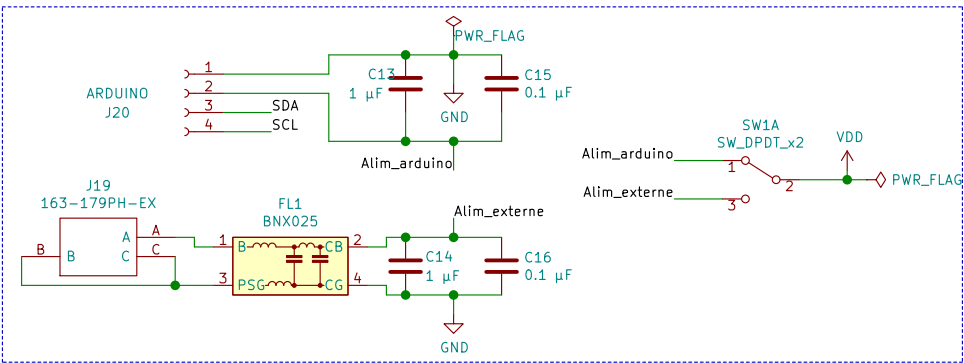 PWR_FLAG
ARDUINO
J20
1
2
3
4
SDA
SCL
C13
1 µF
C15
0.1 µF
GND
Alim_arduino
SW1A
SW_DPDT_x2
VDD
Alim_arduino
1
2
PWR_FLAG
Alim_externe
3
J19
163-179PH-EX
B
B
A
A
C
C
FL1
BNX025
1
B
CB
2
3
PSG
CG
4
Alim_externe
C14
1 µF
C16
0.1 µF
GND